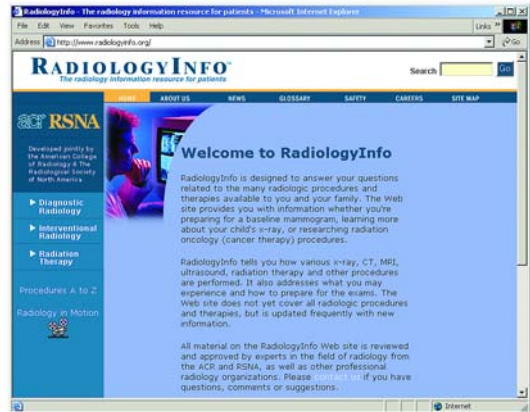 RadiologyInfo - The radiology information resource for patients - Microsoft Internet Explorer
File Edit View Favorites Tools Help
Links »
Address http://www.radiologyinfo.org/
Go
RADIOLOGYINFO
The radiology information resource for patients
Search
Go
HOME ABOUT US NEWS GLOSSARY SAFETY CAREERS SITE MAP
ACR RSNA
Developed jointly by
the American College
of Radiology & The
Radiological Society
of North America
Diagnostic
Radiology
Interventional
Radiology
Radiation
Therapy
Procedures A to Z
Radiology in Motion
Welcome to RadiologyInfo
RadiologyInfo is designed to answer your questions
related to the many radiologic procedures and
therapies available to you and your family. The Web
site provides you with information whether you're
preparing for a baseline mammogram, learning more
about your child's x-ray, or researching radiation
oncology (cancer therapy) procedures.
RadiologyInfo tells you how various x-ray, CT, MRI,
ultrasound, radiation therapy and other procedures
are performed. It also addresses what you may
experience and how to prepare for the exams. The
Web site does not yet cover all radiologic procedures
and therapies, but is updated frequently with new
information.
All material on the RadiologyInfo Web site is reviewed
and approved by experts in the field of radiology from
the ACR and RSNA, as well as other professional
radiology organizations. Please contact us if you have
questions, comments or suggestions.
Internet